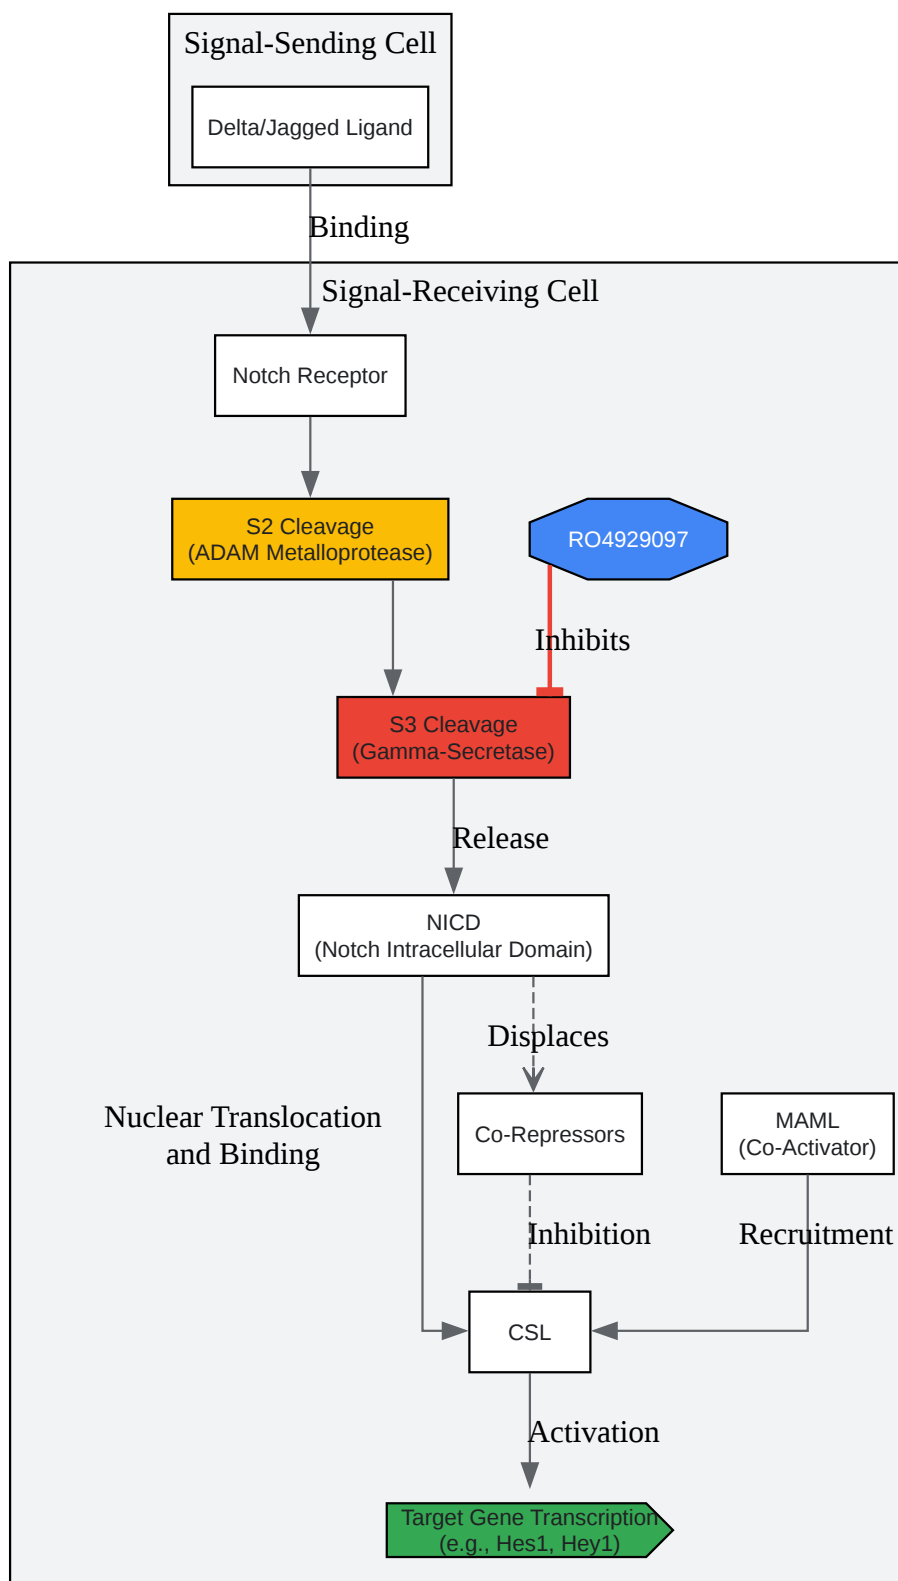 Signal-Sending Cell
Delta/Jagged Ligand
Binding
Signal-Receiving Cell
Notch Receptor
S2 Cleavage
(ADAM Metalloprotease)
RO4929097
Inhibits
S3 Cleavage
(Gamma-Secretase)
Release
NICD
(Notch Intracellular Domain)
Displaces
Nuclear Translocation
and Binding
Co-Repressors
MAML
(Co-Activator)
Inhibition
Recruitment
CSL
Activation
Target Gene Transcription
(e.g., Hes1, Hey1)